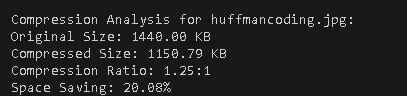 Compression Analysis for huffmancoding.jpg:
Original Size: 1440.00 KB
Compressed Size: 1150.79 KB
Compression Ratio: 1.25:1
Space Saving: 20.08%